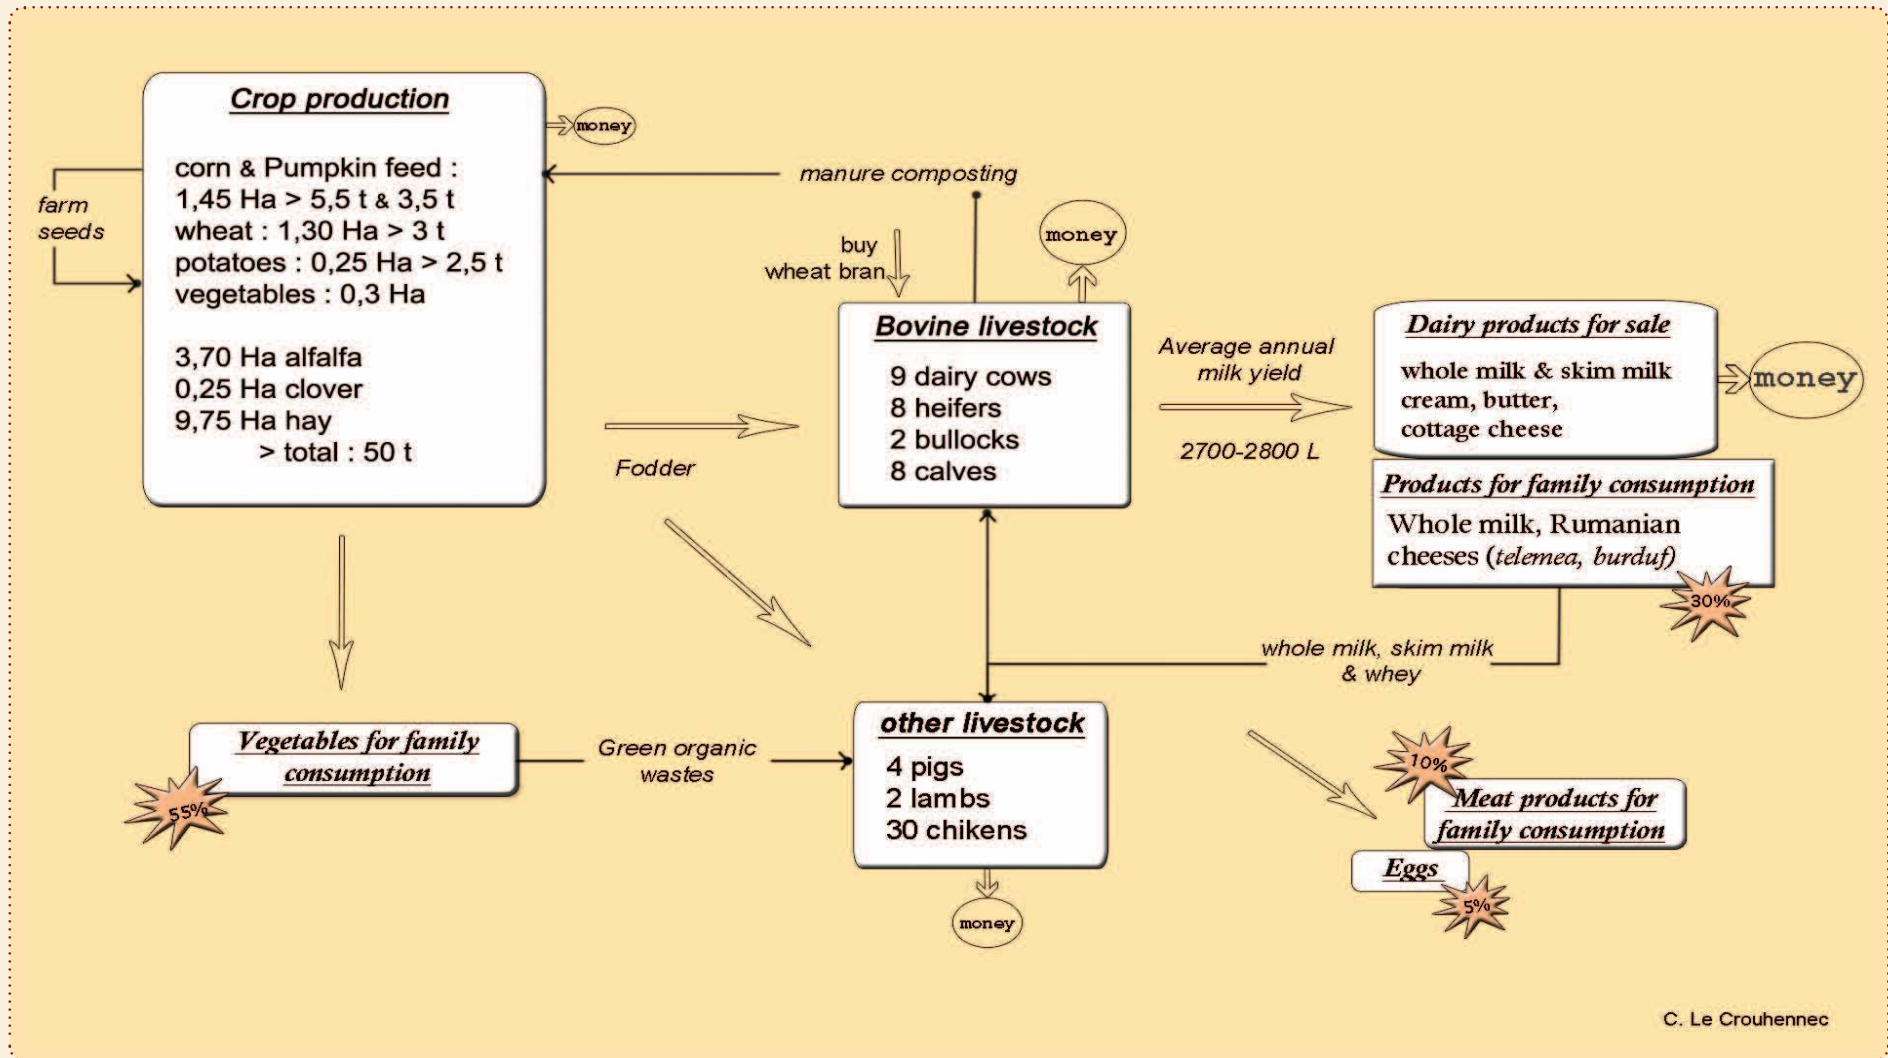 Crop production
corn & Pumpkin feed :
1,45 Ha > 5,5 t & 3,5 t
wheat : 1,30 Ha > 3 t
potatoes : 0,25 Ha > 2,5 t
vegetables : 0,3 Ha
3,70 Ha alfalfa
0,25 Ha clover
9,75 Ha hay
> total : 50 t
money
farm
seeds
manure composting
buy
wheat bran
money
Bovine livestock
9 dairy cows
8 heifers
2 bullocks
8 calves
Fodder
Average annual
milk yield
2700-2800 L
Dairy products for sale
whole milk & skim milk
cream, butter,
cottage cheese
money
Products for family consumption
Whole milk, Rumanian
cheeses (telemea, burduf)
30%
whole milk, skim milk
& whey
Vegetables for family
consumption
55%
Green organic
wastes
other livestock
4 pigs
2 lambs
30 chikens
money
10%
Meat products for
family consumption
Eggs
5%
C. Le Crouhennec